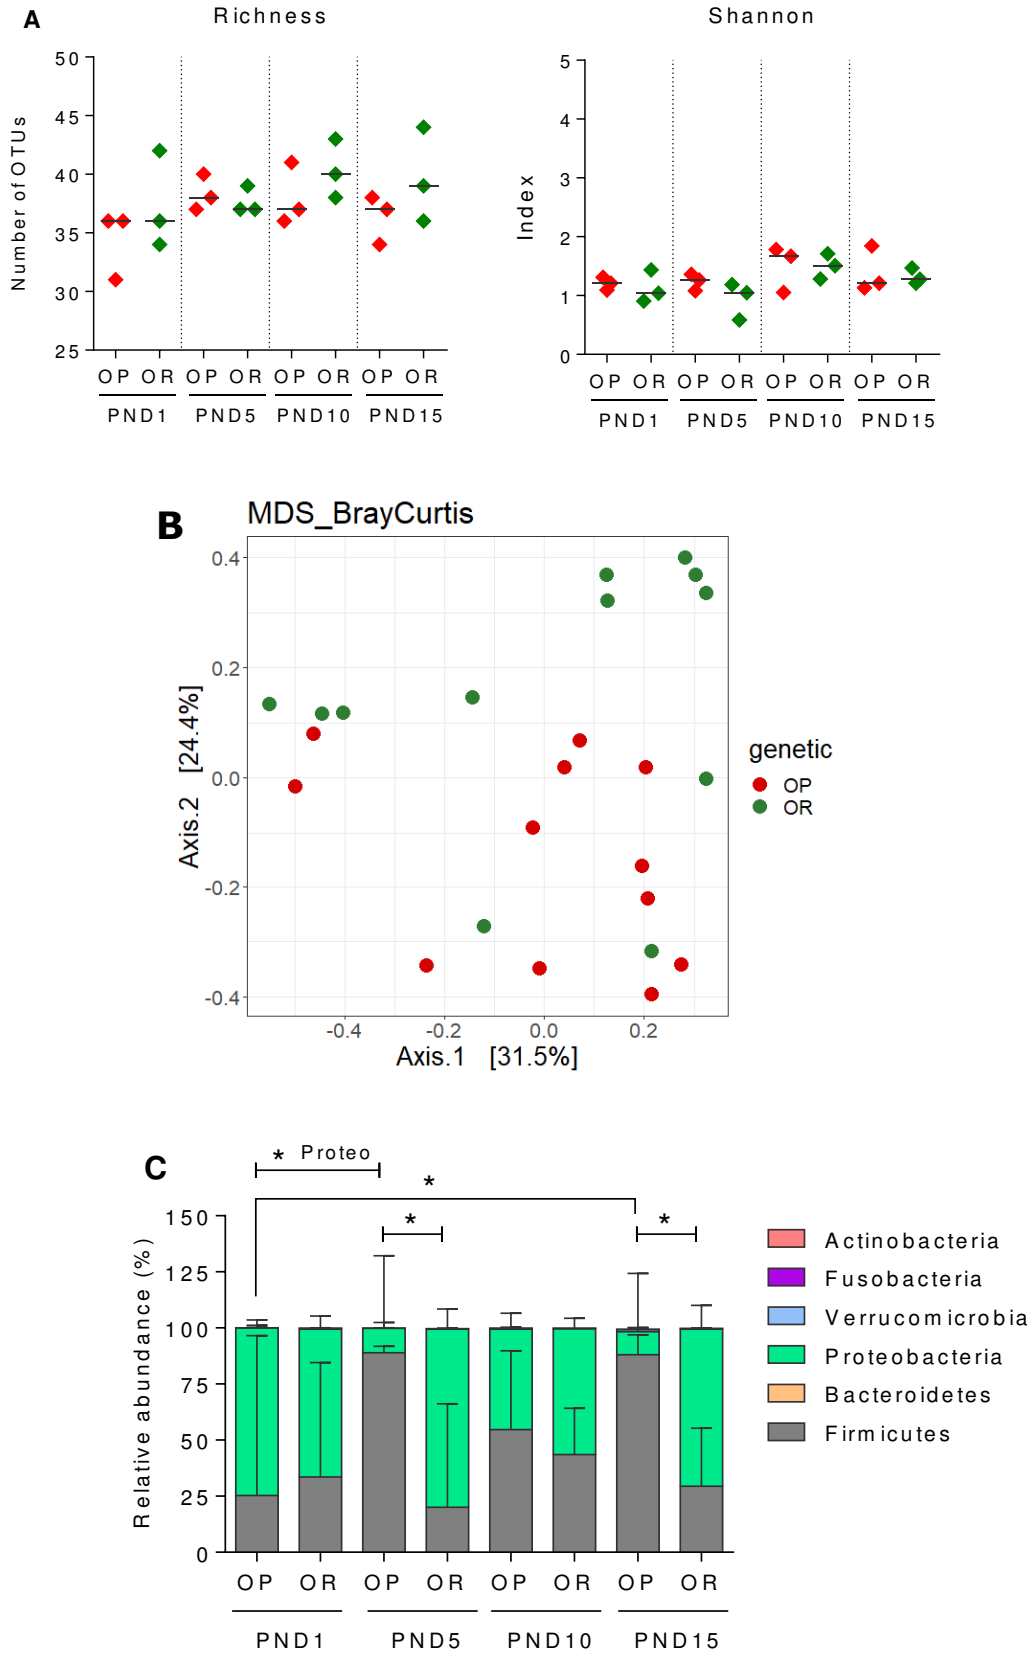 A
Richness
Shannon
Number of OTUs
50
45
40
35
30
25
OP OR OP OR OP OR OP OR
PND1 PND5 PND10 PND15
Index
5
4
3
2
1
0
OP OR OP OR OP OR OP OR
PND1 PND5 PND10 PND15
B
MDS_BrayCurtis
Axis.2 [24.4%]
0.4
0.2
0.0
-0.2
-0.4
-0.4 -0.2 0.0 0.2
Axis.1 [31.5%]
genetic
OP
OR
C
* Proteo
*
* *
Relative abundance (%)
150
125
100
75
50
25
0
OP OR OP OR OP OR OP OR
PND1 PND5 PND10 PND15
Actinobacteria
Fusobacteria
Verrucomicrobia
Proteobacteria
Bacteroidetes
Firmicutes